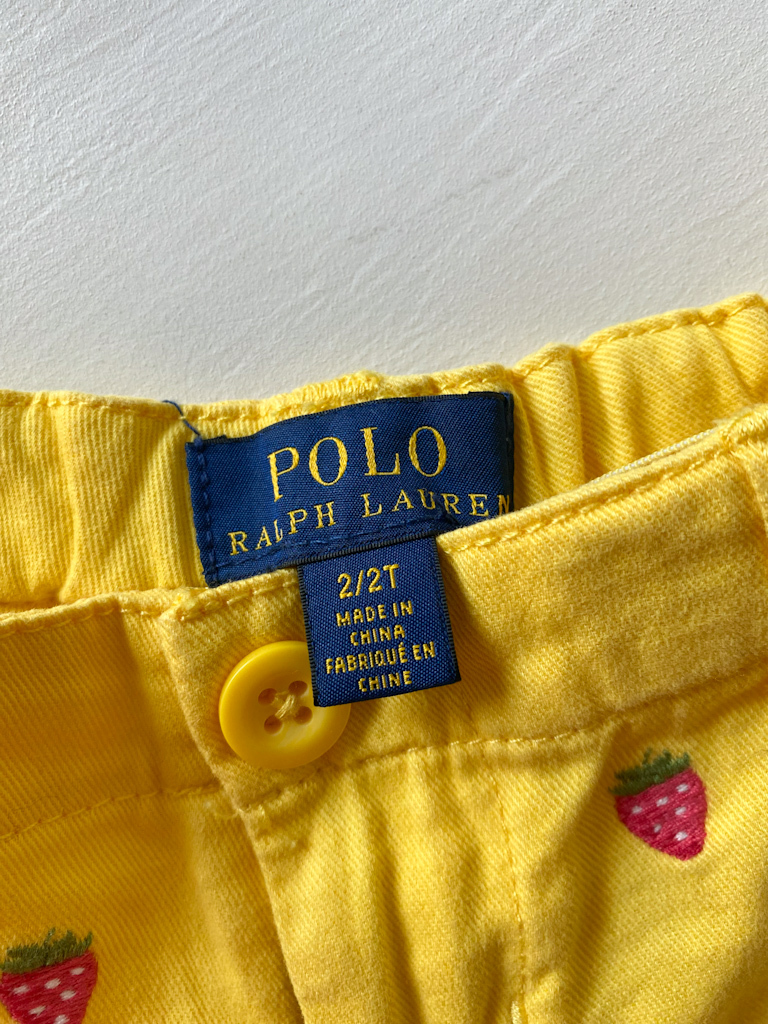 POLO
RALPH LAUREN
2/2T
MADE IN
CHINA
FABRIQUÉ EN
CHINE